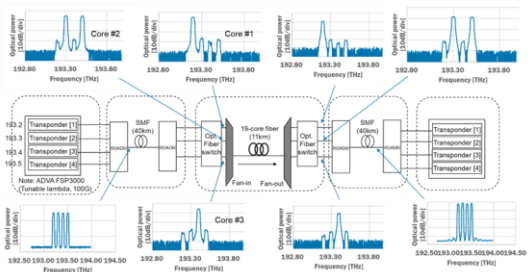 Optical power
[10dB/div]
Core #2
192.80 193.30 193.80
Frequency [THz]
Optical power
[10dB/div]
Core #1
192.80 193.30 193.80
Frequency [THz]
Optical power
[10dB/div]
192.80 193.30 193.80
Frequency [THz]
Optical power
[10dB/div]
192.80 193.30 193.80
Frequency [THz]
193.2
193.3
193.4
193.5
Transponder [1]
Transponder [2]
Transponder [3]
Transponder [4]
Note: ADVA FSP3000
(Tunable lambda, 100G)
ROADM
SMF
(40km)
ROADM
Opt.
Fiber
switch
19-core fiber
(11km)
Fan-in
Fan-out
Opt.
Fiber
switch
ROADM
SMF
(40km)
ROADM
Transponder [1]
Transponder [2]
Transponder [3]
Transponder [4]
Optical power
[10dB/div]
192.50 193.00 193.50 194.00 194.50
Frequency [THz]
Optical power
[10dB/div]
Core #3
192.80 193.30 193.80
Frequency [THz]
Optical power
[10dB/div]
192.80 193.30 193.80
Frequency [THz]
Optical power
[10dB/div]
192.50 193.00 193.50 194.00 194.50
Frequency [THz]